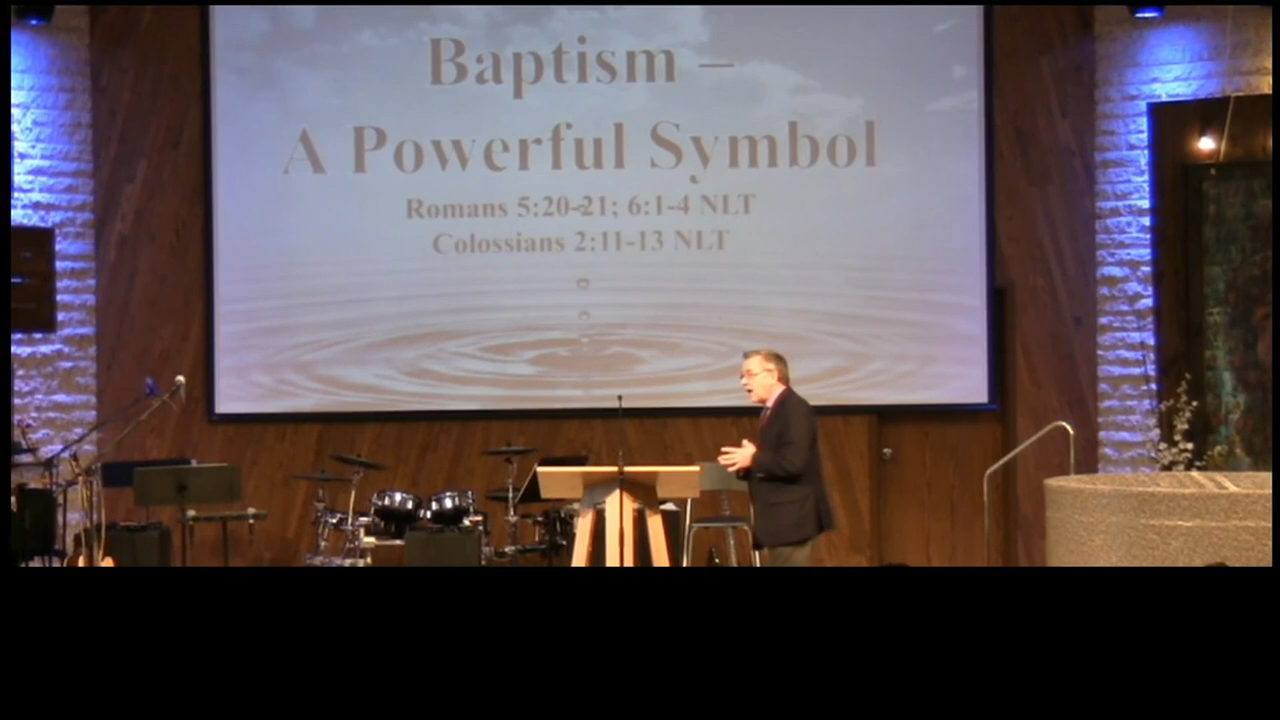 Baptism –
A Powerful Symbol
Romans 5:20-21; 6:1-4 NLT
Colossians 2:11-13 NLT